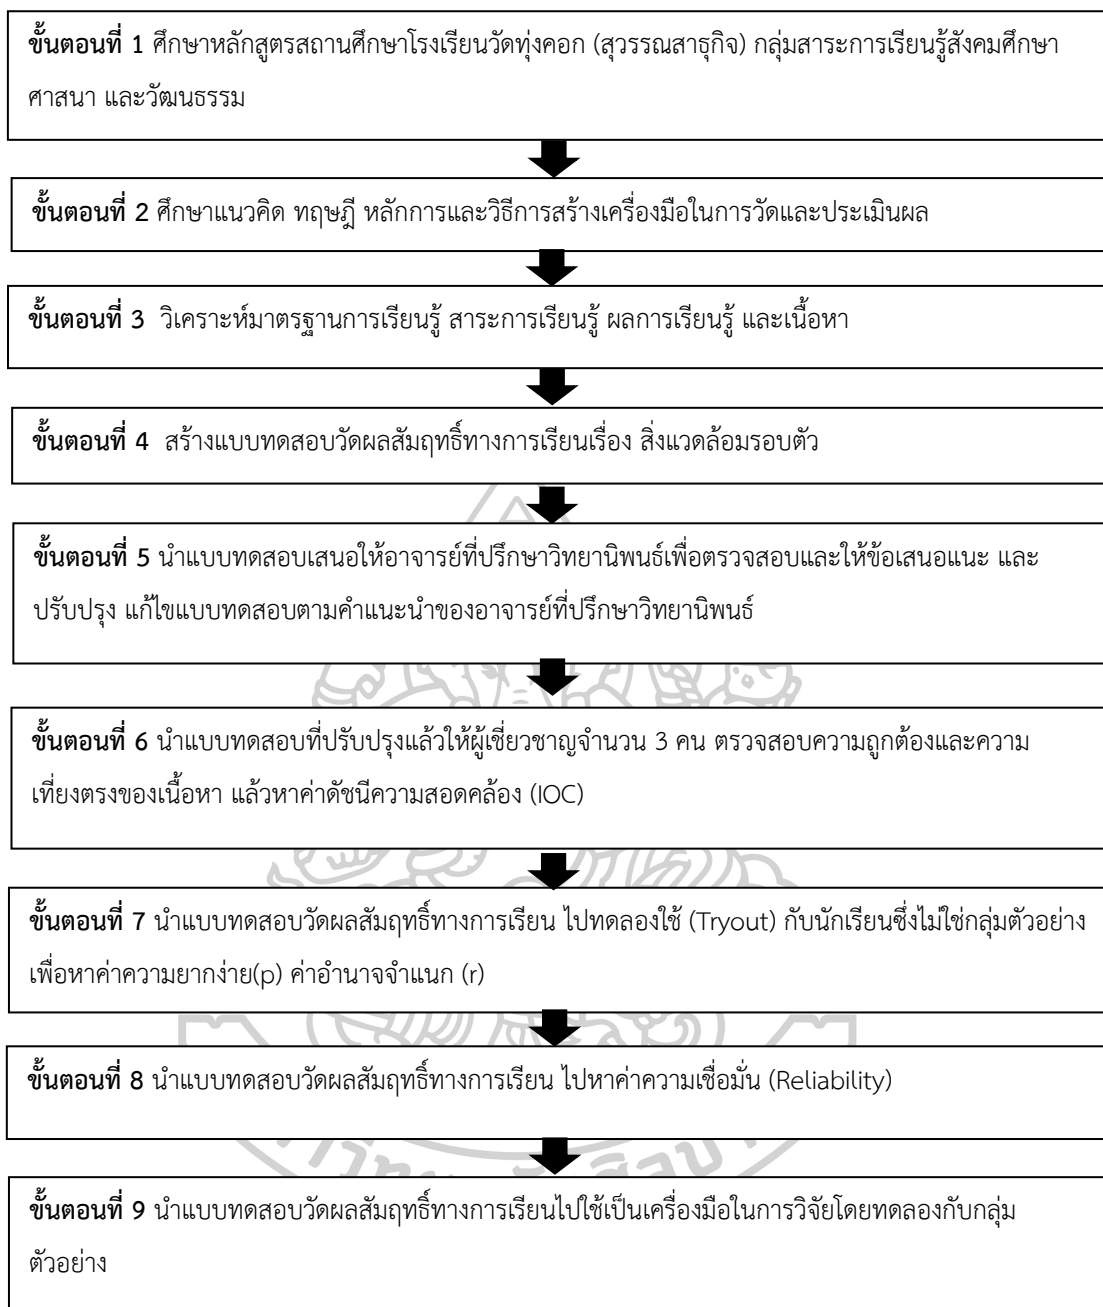 ขั้นตอนที่ 1 ศึกษาหลักสูตรสถานศึกษาโรงเรียนวัดทุ่งคอก (สุวรรณสาธุกิจ) กลุ่มสาระการเรียนรู้สังคมศึกษา
ศาสนา และวัฒนธรรม
ขั้นตอนที่ 2 ศึกษาแนวคิด ทฤษฎี หลักการและวิธีการสร้างเครื่องมือในการวัดและประเมินผล
ขั้นตอนที่ 3 วิเคราะห์มาตรฐานการเรียนรู้ สาระการเรียนรู้ ผลการเรียนรู้ และเนื้อหา
ขั้นตอนที่ 4 สร้างแบบทดสอบวัดผลสัมฤทธิ์ทางการเรียนเรื่อง สิ่งแวดล้อมรอบตัว
ขั้นตอนที่ 5 นำแบบทดสอบเสนอให้อาจารย์ที่ปรึกษาวิทยานิพนธ์เพื่อตรวจสอบและให้ข้อเสนอแนะ และ
ปรับปรุง แก้ไขแบบทดสอบตามคำแนะนำของอาจารย์ที่ปรึกษาวิทยานิพนธ์
ขั้นตอนที่ 6 นำแบบทดสอบที่ปรับปรุงแล้วให้ผู้เชี่ยวชาญจำนวน 3 คน ตรวจสอบความถูกต้องและความ
เที่ยงตรงของเนื้อหา แล้วหาค่าดัชนีความสอดคล้อง (IOC)
ขั้นตอนที่ 7 นำแบบทดสอบวัดผลสัมฤทธิ์ทางการเรียน ไปทดลองใช้ (Tryout) กับนักเรียนซึ่งไม่ใช่กลุ่มตัวอย่าง
เพื่อหาค่าความยากง่าย(p) ค่าอำนาจจำแนก (r)
ขั้นตอนที่ 8 นำแบบทดสอบวัดผลสัมฤทธิ์ทางการเรียน ไปหาค่าความเชื่อมั่น (Reliability)
ขั้นตอนที่ 9 นำแบบทดสอบวัดผลสัมฤทธิ์ทางการเรียนไปใช้เป็นเครื่องมือในการวิจัยโดยทดลองกับกลุ่ม
ตัวอย่าง